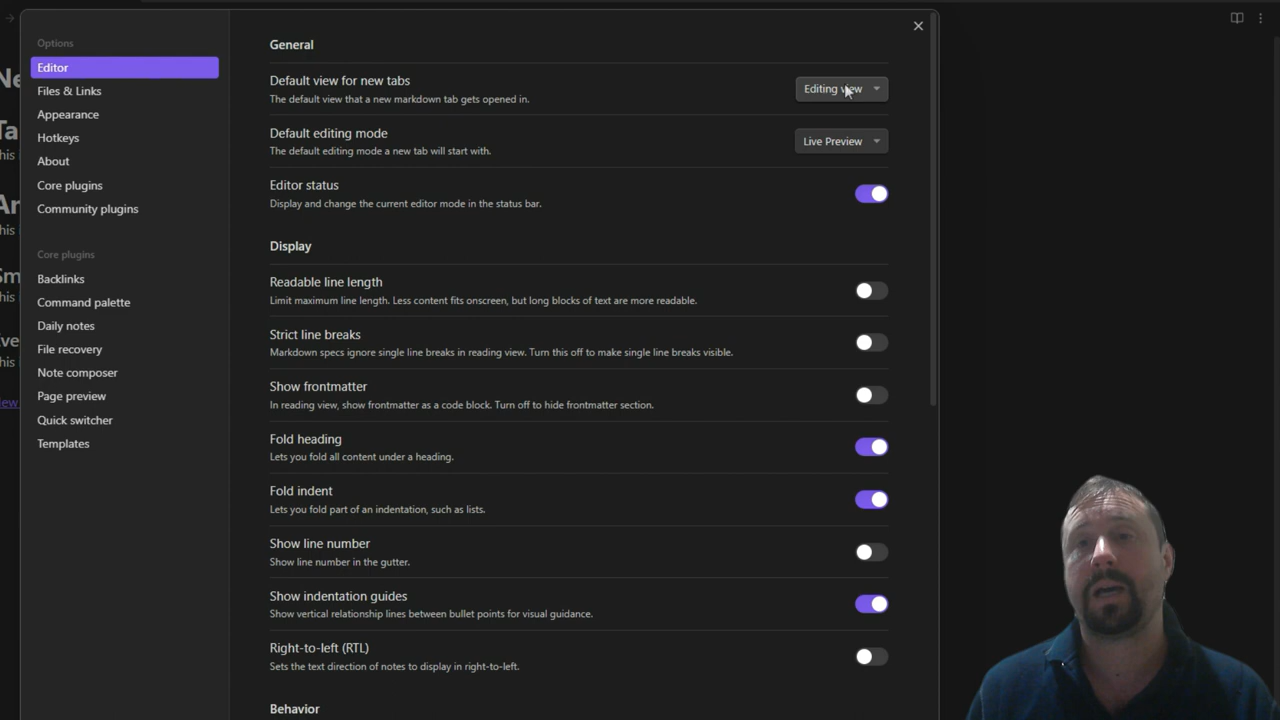 Options
Editor
Files & Links
Appearance
Hotkeys
About
Core plugins
Community plugins
Core plugins
Backlinks
Command palette
Daily notes
File recovery
Note composer
Page preview
Quick switcher
Templates
General
Default view for new tabs
The default view that a new markdown tab gets opened in.
Editing view
Default editing mode
The default editing mode a new tab will start with.
Live Preview
Editor status
Display and change the current editor mode in the status bar.
Display
Readable line length
Limit maximum line length. Less content fits onscreen, but long blocks of text are more readable.
Strict line breaks
Markdown specs ignore single line breaks in reading view. Turn this off to make single line breaks visible.
Show frontmatter
In reading view, show frontmatter as a code block. Turn off to hide frontmatter section.
Fold heading
Lets you fold all content under a heading.
Fold indent
Lets you fold part of an indentation, such as lists.
Show line number
Show line number in the gutter.
Show indentation guides
Show vertical relationship lines between bullet points for visual guidance.
Right-to-left (RTL)
Sets the text direction of notes to display in right-to-left.
Behavior